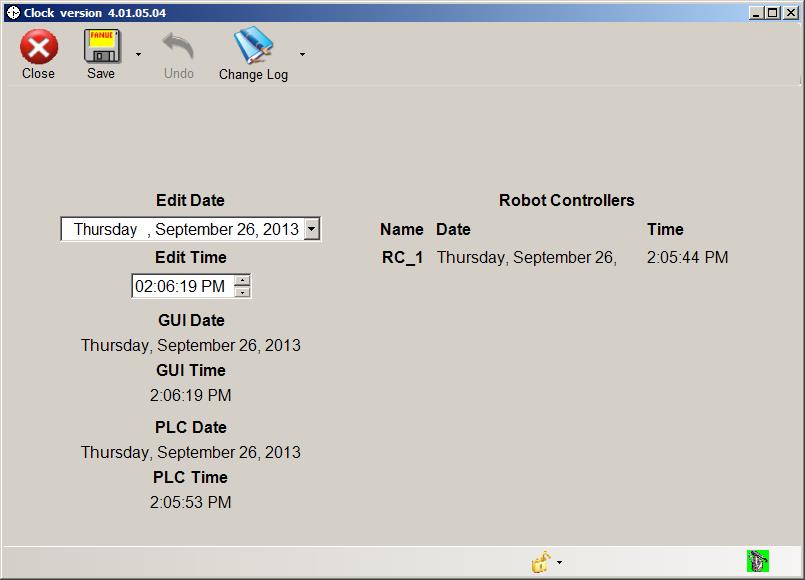 Clock version 4.01.05.04
FANUC
Close
Save
Undo
Change Log
Edit Date
Thursday , September 26, 2013
Edit Time
02:06:19 PM
GUI Date
Thursday, September 26, 2013
GUI Time
2:06:19 PM
PLC Date
Thursday, September 26, 2013
PLC Time
2:05:53 PM
Robot Controllers
Name Date Time
RC_1 Thursday, September 26, 2:05:44 PM